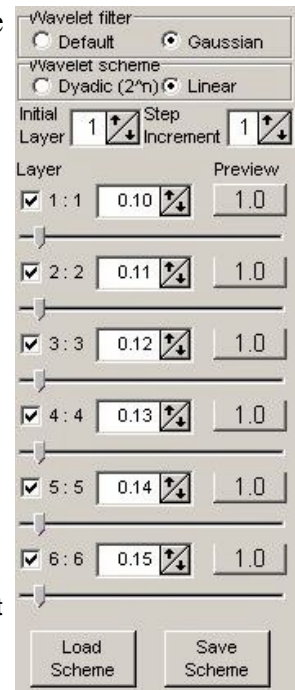 Wavelet filter
Default Gaussian
Wavelet scheme
Dyadic (2^n) Linear
Initial Layer 1 Step Increment 1
Layer Preview
1 : 1 0.10 1.0
2 : 2 0.11 1.0
3 : 3 0.12 1.0
4 : 4 0.13 1.0
5 : 5 0.14 1.0
6 : 6 0.15 1.0
Load Scheme Save Scheme